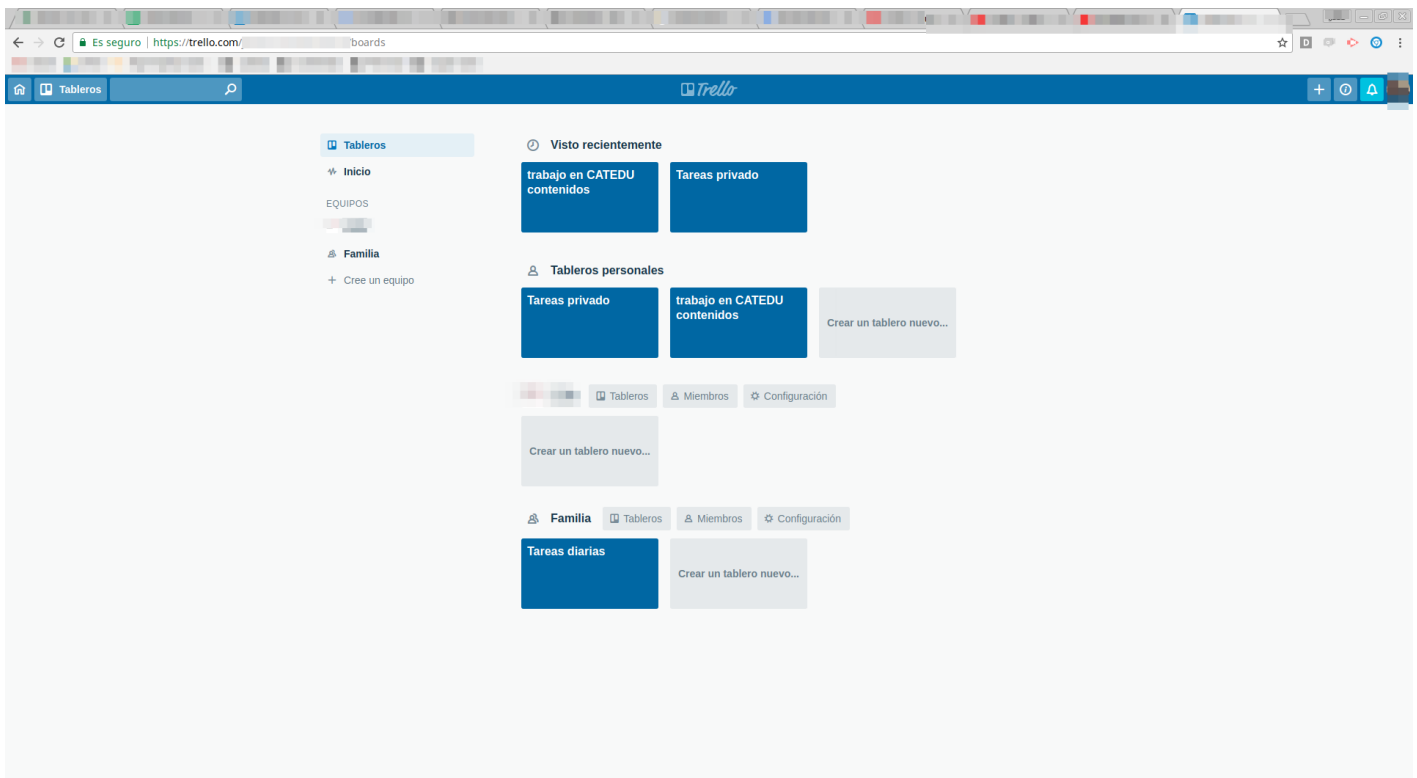 Es seguro
https://trello.com/
boards
Tableros
Trello
Tableros
Inicio
EQUIPOS
Familia
Cree un equipo
Visto recientemente
trabajo en CATEDU
contenidos
Tareas privado
Tableros personales
Tareas privado
trabajo en CATEDU
contenidos
Crear un tablero nuevo...
Tableros
Miembros
Configuración
Crear un tablero nuevo...
Familia
Tableros
Miembros
Configuración
Tareas diarias
Crear un tablero nuevo...